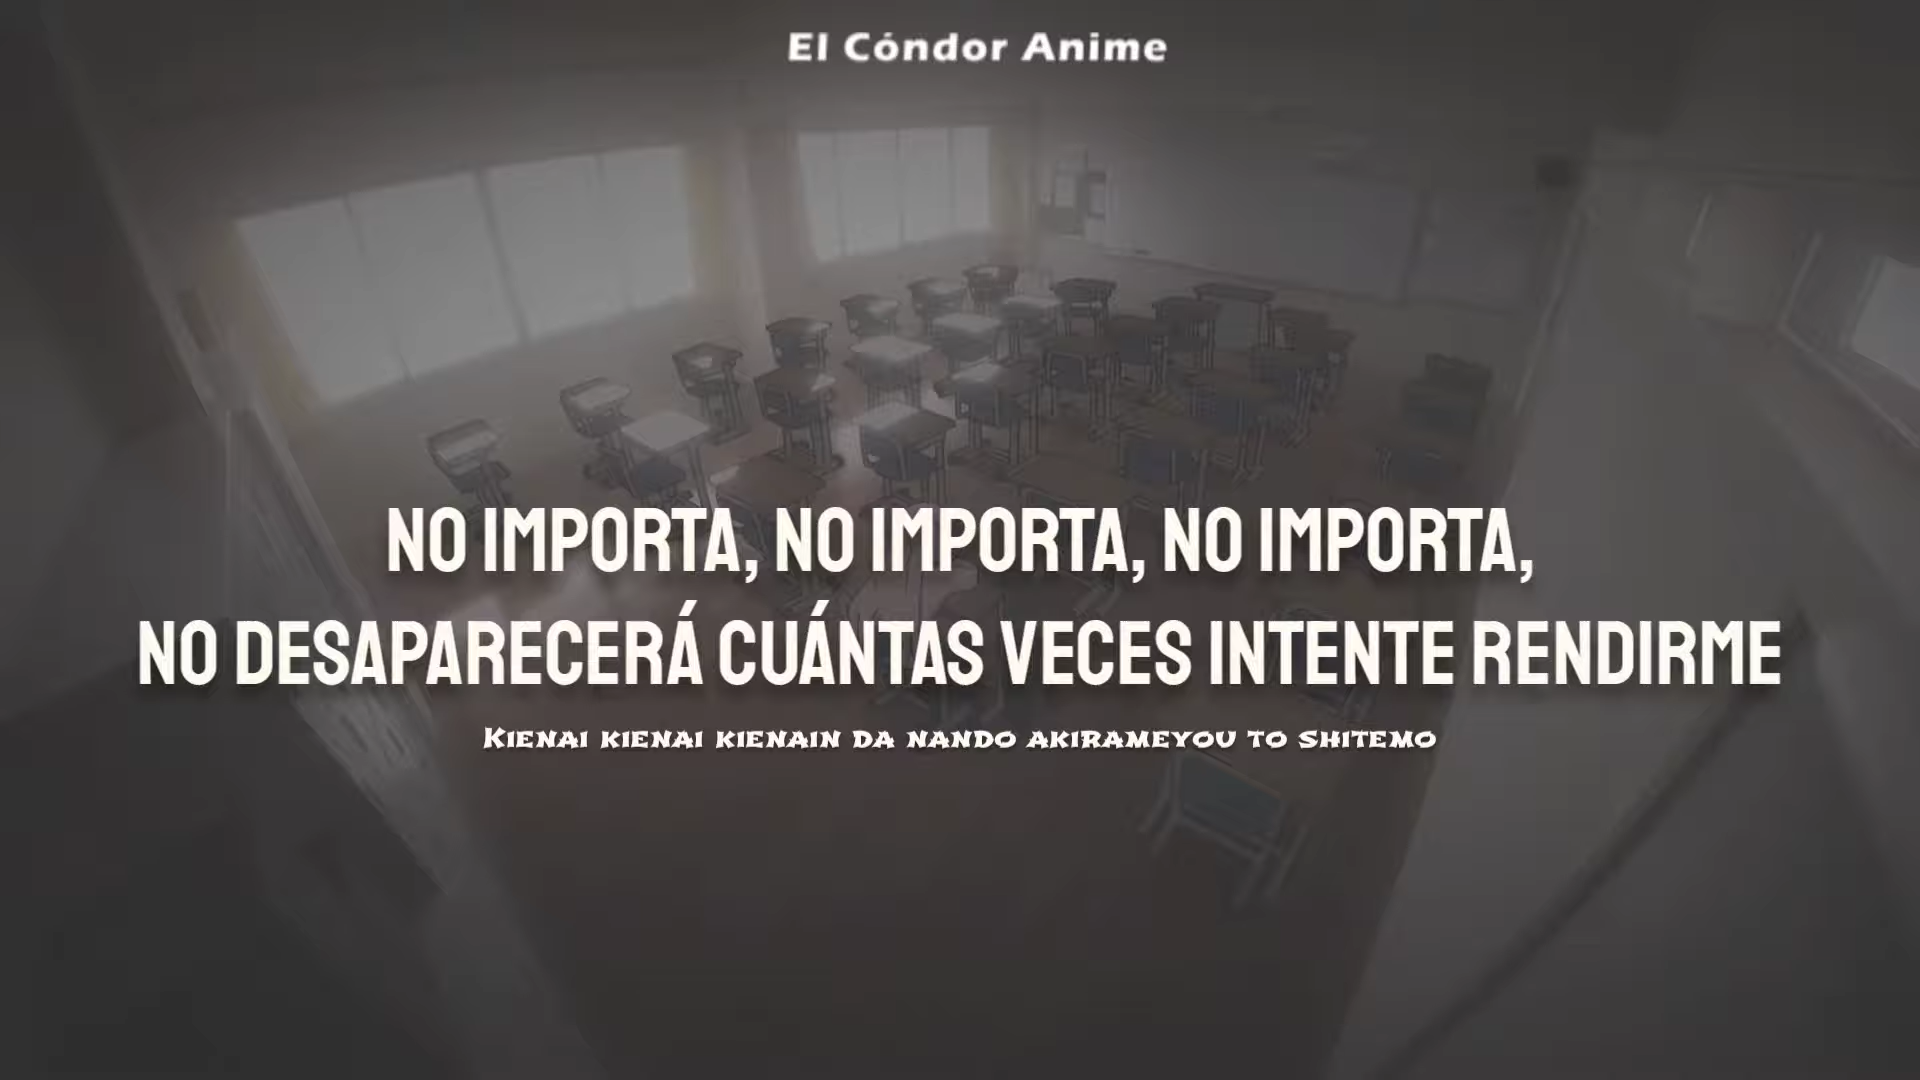 El Cóndor Anime
NO IMPORTA, NO IMPORTA, NO IMPORTA,
NO DESAPARECERÁ CUÁNTAS VECES INTENTE RENDIRME
Kienai kienai kienain da nando akirameyou to shitemo